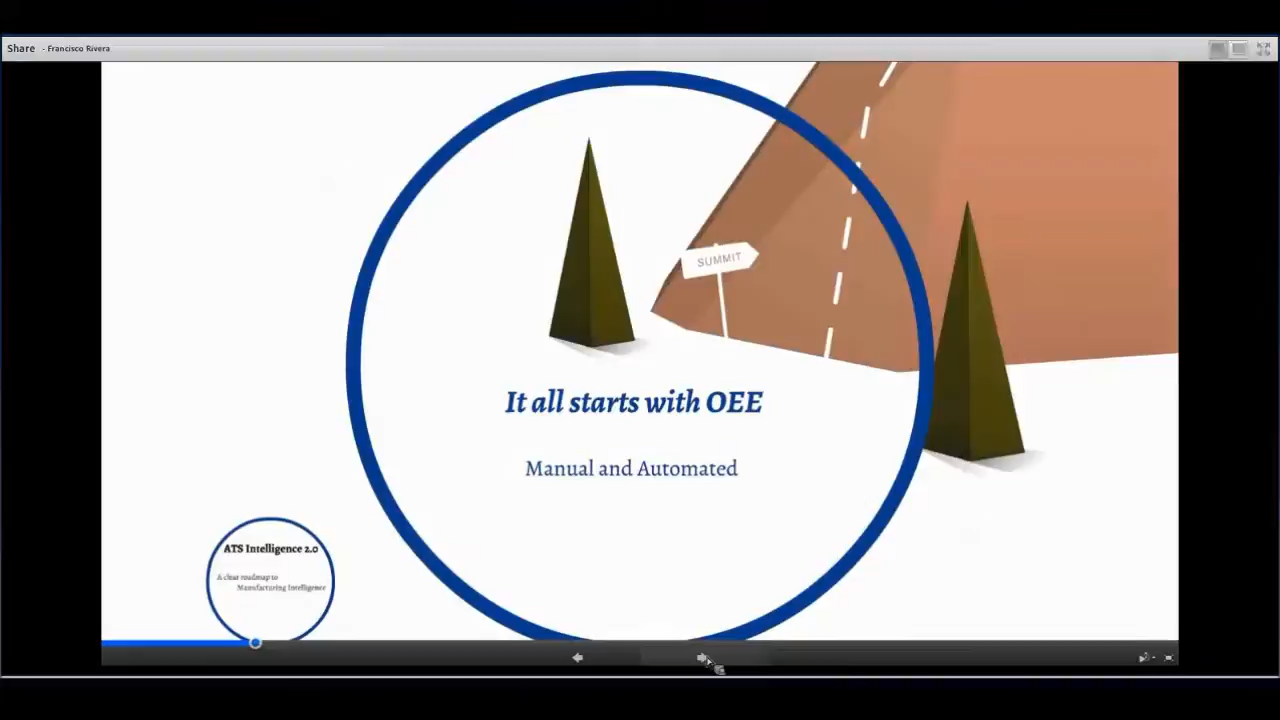 Share - Francisco Rivera
SUMMIT
It all starts with OEE
Manual and Automated
ATS Intelligence 2.0
A clear roadmap to
Manufacturing Intelligence